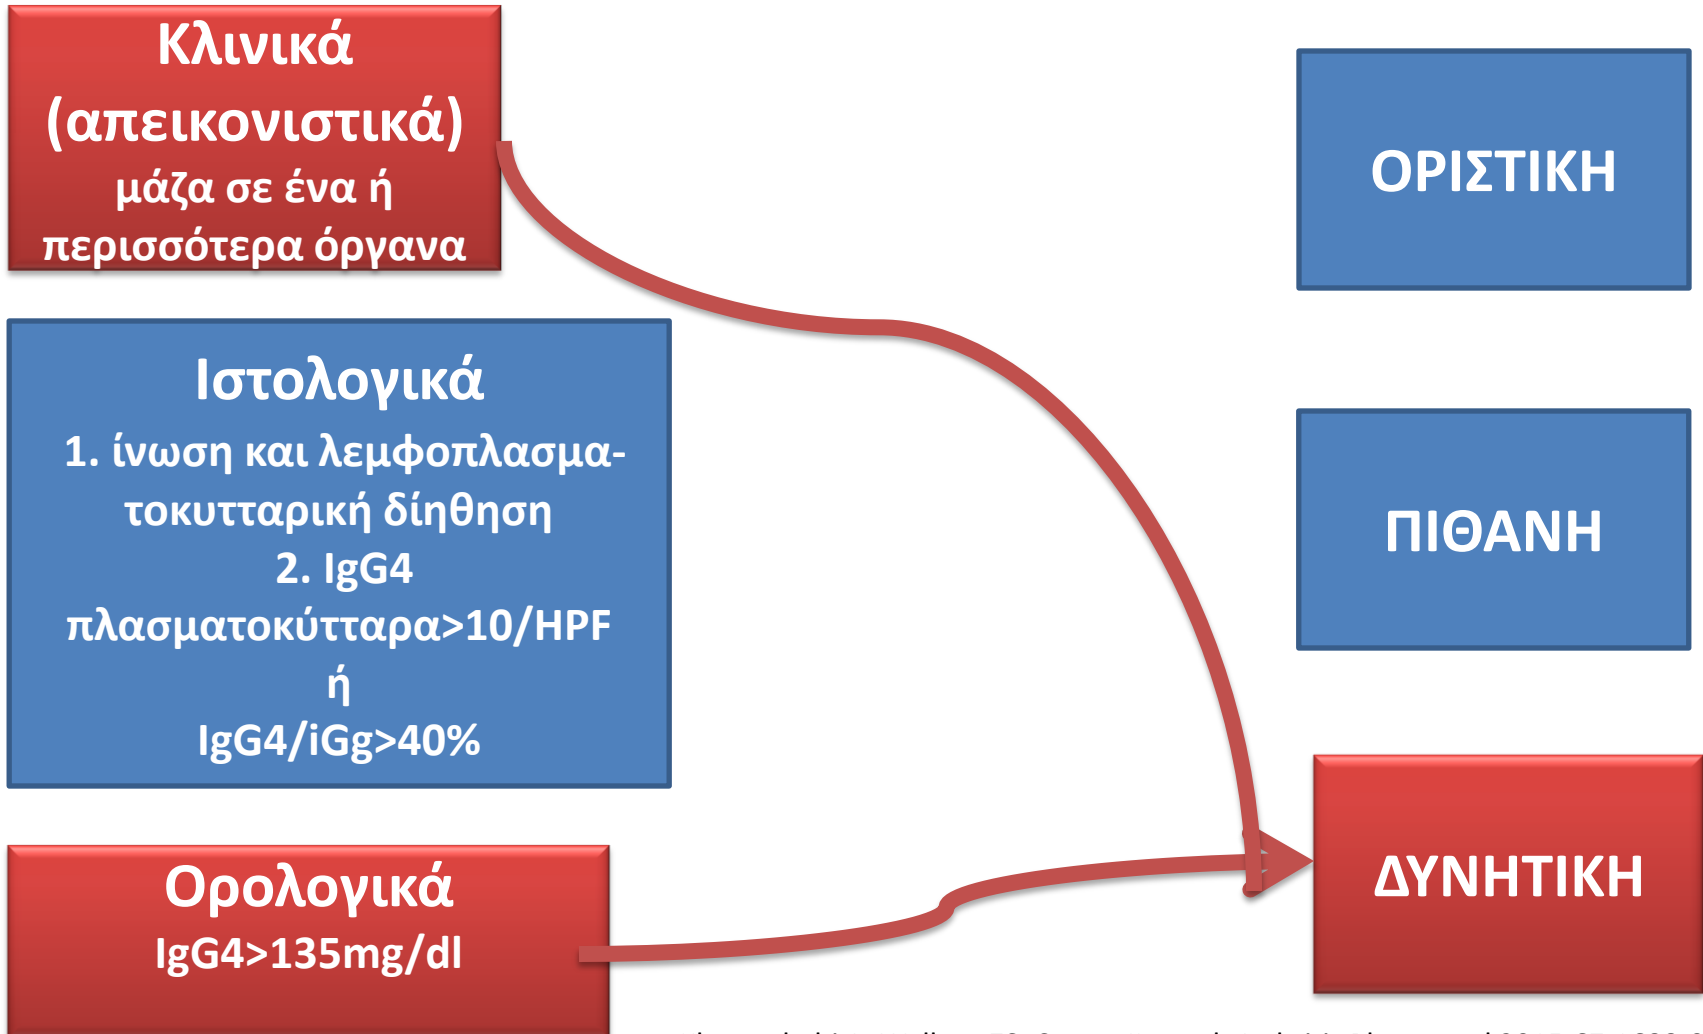 Κλινικά
(απεικονιστικά)
μάζα σε ένα ή
περισσότερα όργανα
Ιστολογικά
1. ίνωση και λεμφοπλασμα-
τοκυτταρική δίηθηση
2. IgG4
πλασματοκύτταρα>10/HPF
ή
IgG4/iGg>40%
Ορολογικά
IgG4>135mg/dl
ΟΡΙΣΤΙΚΗ
ΠΙΘΑΝΗ
ΔΥΝΗΤΙΚΗ